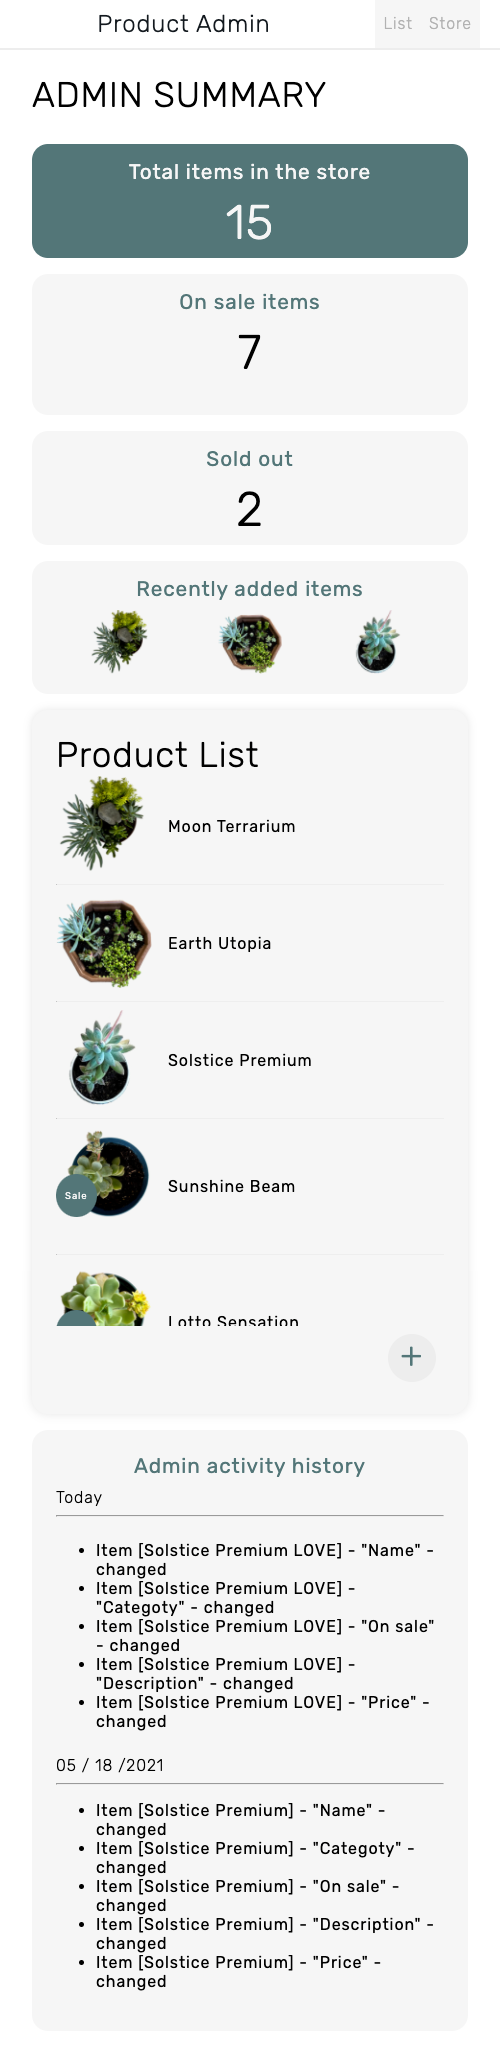 Product Admin
List Store
ADMIN SUMMARY
Total items in the store
15
On sale items
7
Sold out
2
Recently added items
Product List
Moon Terrarium
Earth Utopia
Solstice Premium
Sale
Sunshine Beam
Lotto Sensation
+
Admin activity history
Today
• Item [Solstice Premium LOVE] - "Name" -
changed
• Item [Solstice Premium LOVE] -
"Categoty" - changed
• Item [Solstice Premium LOVE] - "On sale"
- changed
• Item [Solstice Premium LOVE] -
"Description" - changed
• Item [Solstice Premium LOVE] - "Price" -
changed
05 / 18 /2021
• Item [Solstice Premium] - "Name" -
changed
• Item [Solstice Premium] - "Categoty" -
changed
• Item [Solstice Premium] - "On sale" -
changed
• Item [Solstice Premium] - "Description" -
changed
• Item [Solstice Premium] - "Price" -
changed